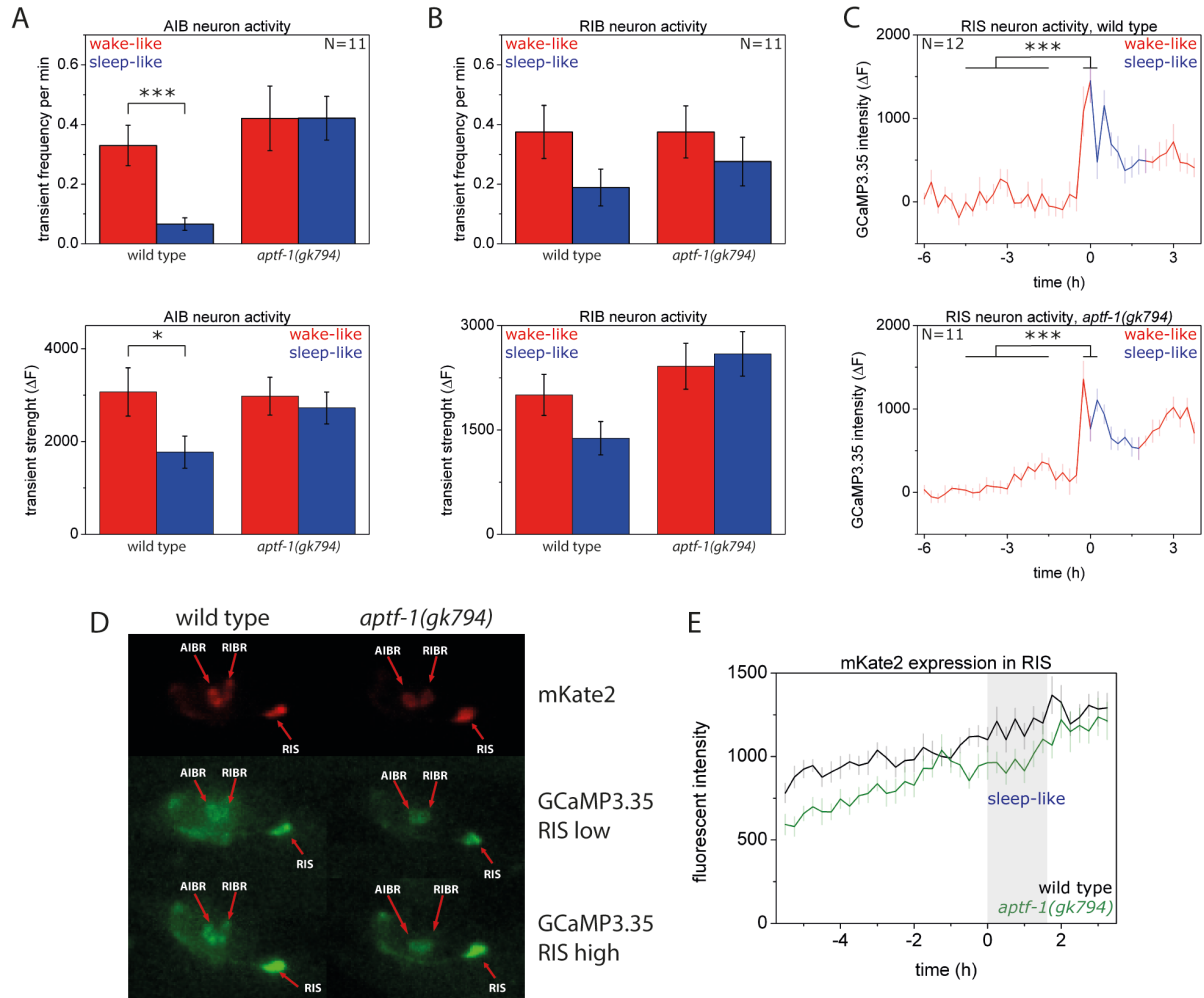 A
AIB neuron activity
wake-like
sleep-like
N=11
***
transient frequency per min
0.6
0.4
0.2
0.0
wild type
aptf-1(gk794)
AIB neuron activity
wake-like
sleep-like
*
transient strenght (ΔF)
4000
2000
0
wild type
aptf-1(gk794)
B
RIB neuron activity
wake-like
sleep-like
N=11
transient frequency per min
0.6
0.4
0.2
0.0
wild type
aptf-1(gk794)
RIB neuron activity
wake-like
sleep-like
transient strenght (ΔF)
3000
1500
0
wild type
aptf-1(gk794)
C
RIS neuron activity, wild type
N=12
***
wake-like
sleep-like
GCaMP3.35 intensity (ΔF)
2000
1000
0
-6 -3 0 3
time (h)
RIS neuron activity, aptf-1(gk794)
N=11
***
wake-like
sleep-like
GCaMP3.35 intensity (ΔF)
2000
1000
0
-6 -3 0 3
time (h)
D
wild type aptf-1(gk794)
AIBR RIBR AIBR RIBR
mKate2
RIS RIS
AIBR RIBR AIBR RIBR
GCaMP3.35
RIS low
RIS RIS
AIBR RIBR AIBR RIBR
GCaMP3.35
RIS high
RIS RIS
E
mKate2 expression in RIS
fluorescent intensity
1500
1000
500
0
sleep-like
wild type
aptf-1(gk794)
-4 -2 0 2
time (h)